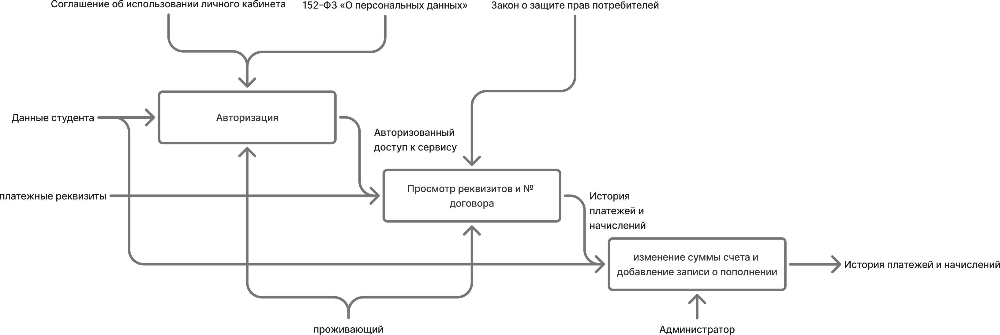 Соглашение об использовании личного кабинета
152-ФЗ «О персональных данных»
Закон о защите прав потребителей
Данные студента
Авторизация
Авторизованный
доступ к сервису
платежные реквизиты
Просмотр реквизитов и №
договора
История
платежей и
начислений
изменение суммы счета и
добавление записи о пополнении
История платежей и начислений
проживающий
Администратор